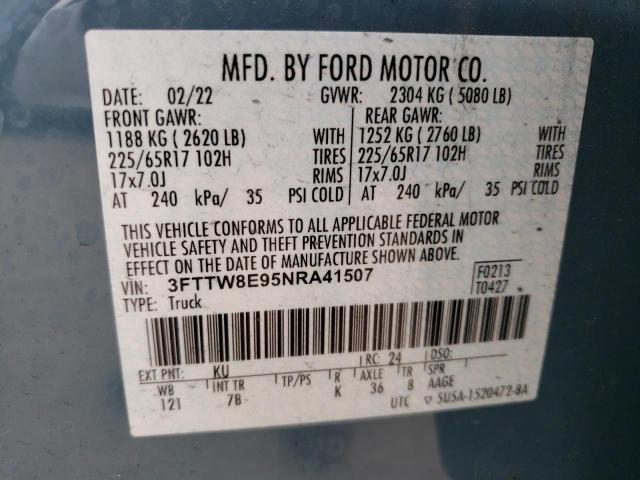 MFD. BY FORD MOTOR CO.
DATE: 02/22 GVWR: 2304 KG ( 5080 LB)
FRONT GAWR: REAR GAWR:
1188 KG ( 2620 LB) WITH 1252 KG ( 2760 LB) WITH
225/65R17 102H TIRES 225/65R17 102H TIRES
17x7.0J RIMS 17x7.0J RIMS
AT 240 kPa/ 35 PSI COLD AT 240 kPa/ 35 PSI COLD
THIS VEHICLE CONFORMS TO ALL APPLICABLE FEDERAL MOTOR
VEHICLE SAFETY AND THEFT PREVENTION STANDARDS IN
EFFECT ON THE DATE OF MANUFACTURE SHOWN ABOVE.
VIN: 3FTTW8E95NRA41507 F0213
TYPE: Truck T0427
EXT PNT: KU RC: 24 DSO:
WB INT TR TP/PS R AXLE TR SPR
121 7B K 36 8 AAGE
UTC ▽ 5U5A-1520472-BA